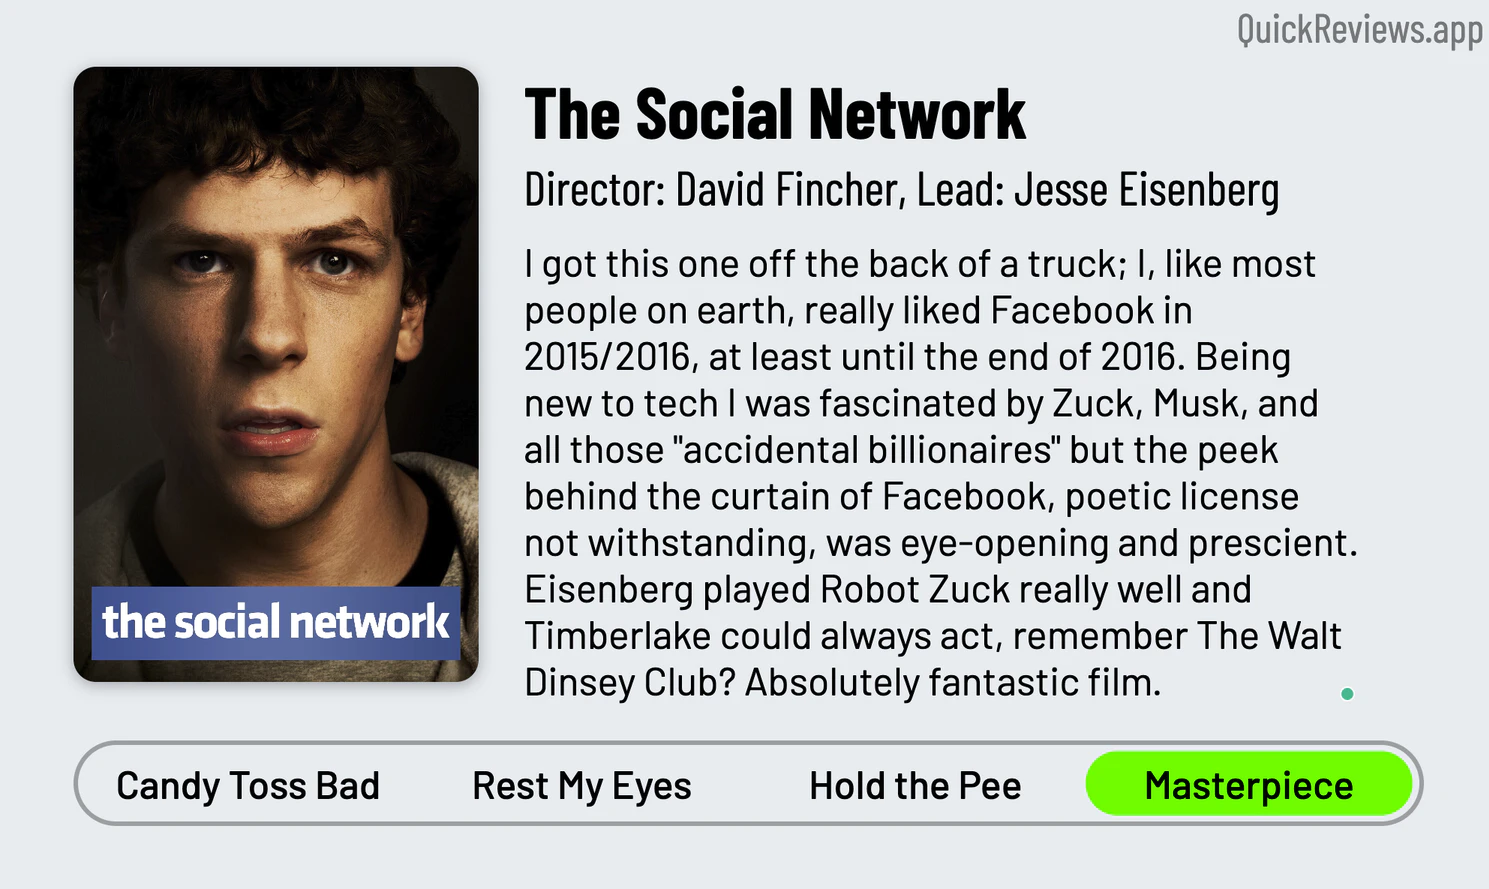 QuickReviews.app
The Social Network
Director: David Fincher, Lead: Jesse Eisenberg
I got this one off the back of a truck; I, like most
people on earth, really liked Facebook in
2015/2016, at least until the end of 2016. Being
new to tech I was fascinated by Zuck, Musk, and
all those "accidental billionaires" but the peek
behind the curtain of Facebook, poetic license
not withstanding, was eye-opening and prescient.
Eisenberg played Robot Zuck really well and
Timberlake could always act, remember The Walt
Dinsey Club? Absolutely fantastic film.
the social network
Candy Toss Bad
Rest My Eyes
Hold the Pee
Masterpiece